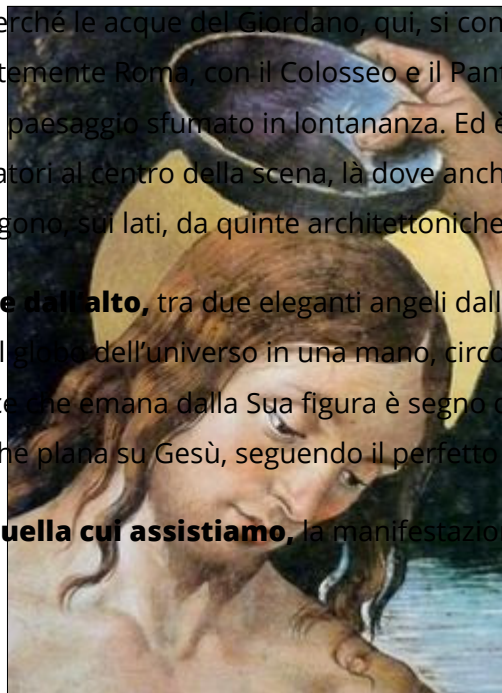 erché le acque del Giordano, qui, si con
temente Roma, con il Colosseo e il Pant
paesaggio sfumato in lontananza. Ed è
atori al centro della scena, là dove anch
gono, sui lati, da quinte architettoniche
e dall’alto, tra due eleganti angeli dall
l globo dell’universo in una mano, circo
te che emana dalla Sua figura è segno
he plana su Gesù, seguendo il perfetto
uella cui assistiamo, la manifestazion